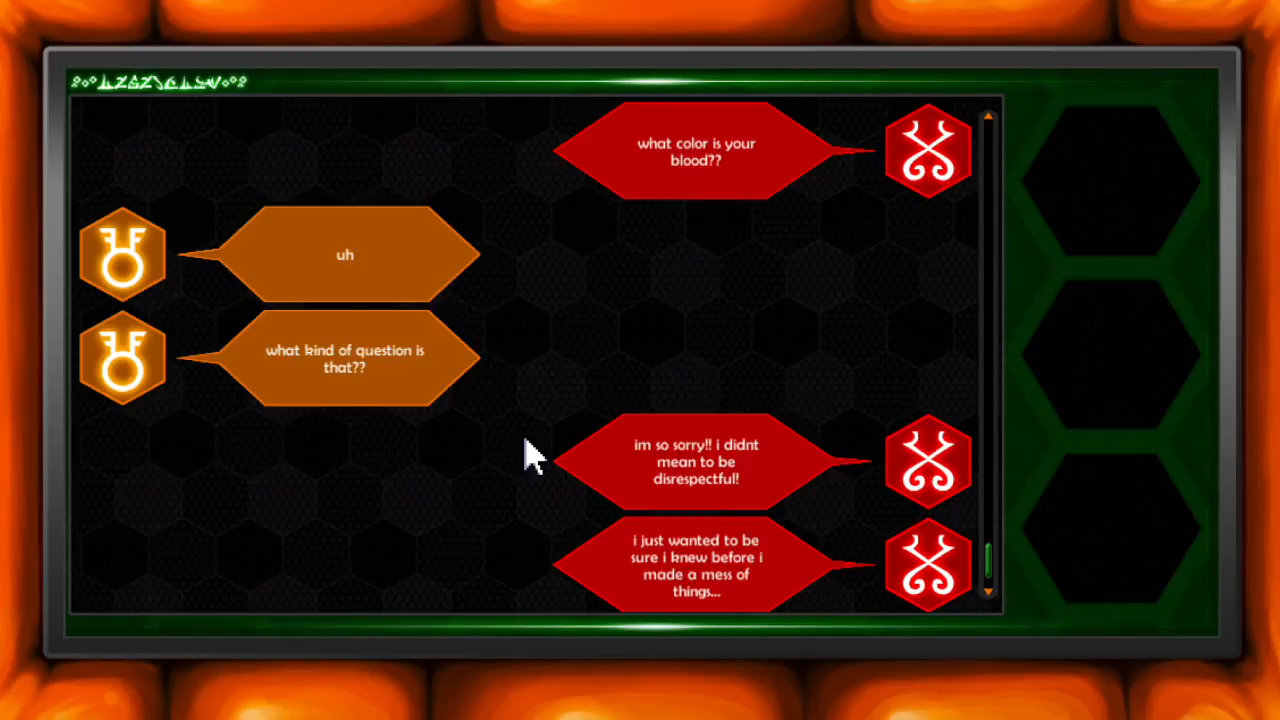 what color is your
blood??
uh
what kind of question is
that??
im so sorry!! i didnt
mean to be
disrespectful!
i just wanted to be
sure i knew before i
made a mess of
things...